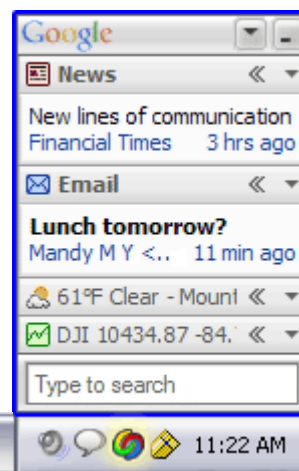 Google
News
New lines of communication
Financial Times 3 hrs ago
Email
Lunch tomorrow?
Mandy M Y <.. 11 min ago
61°F Clear - Mount
DJI 10434.87 -84.
Type to search
11:22 AM